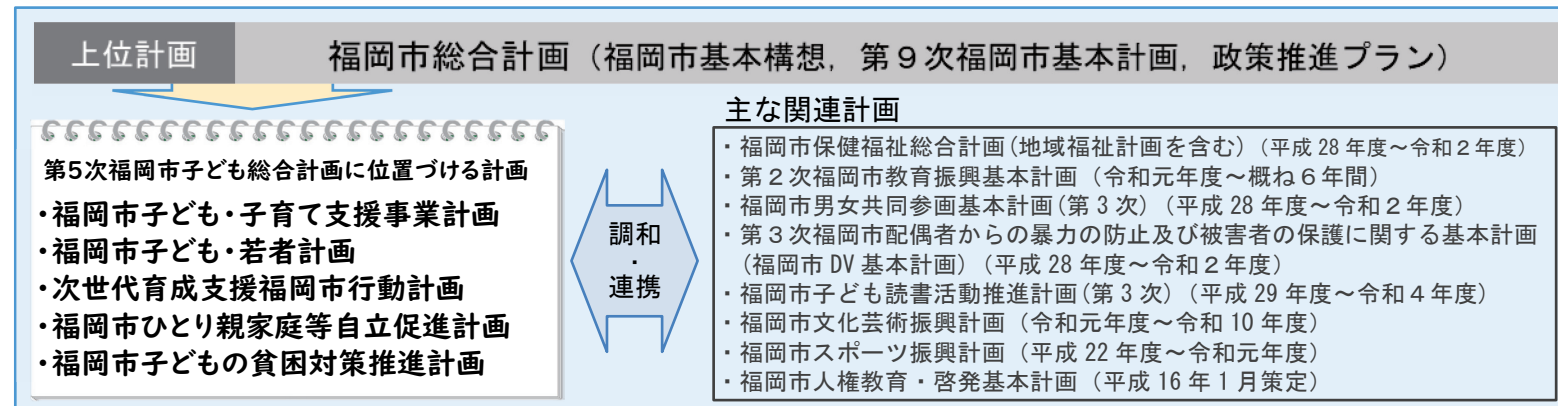 上位計画 福岡市総合計画（福岡市基本構想，第９次福岡市基本計画，政策推進プラン）
第5次福岡市子ども総合計画に位置づける計画
・福岡市子ども・子育て支援事業計画
・福岡市子ども・若者計画
・次世代育成支援福岡市行動計画
・福岡市ひとり親家庭等自立促進計画
・福岡市子どもの貧困対策推進計画
調和
・
連携
主な関連計画
・福岡市保健福祉総合計画(地域福祉計画を含む)（平成 28 年度～令和２年度）
・第２次福岡市教育振興基本計画（令和元年度～概ね６年間）
・福岡市男女共同参画基本計画(第 3 次)（平成 28 年度～令和２年度）
・第３次福岡市配偶者からの暴力の防止及び被害者の保護に関する基本計画
（福岡市 DV 基本計画）（平成 28 年度～令和２年度）
・福岡市子ども読書活動推進計画(第 3 次)（平成 29 年度～令和４年度）
・福岡市文化芸術振興計画（令和元年度～令和 10 年度）
・福岡市スポーツ振興計画（平成 22 年度～令和元年度）
・福岡市人権教育・啓発基本計画（平成 16 年 1 月策定）